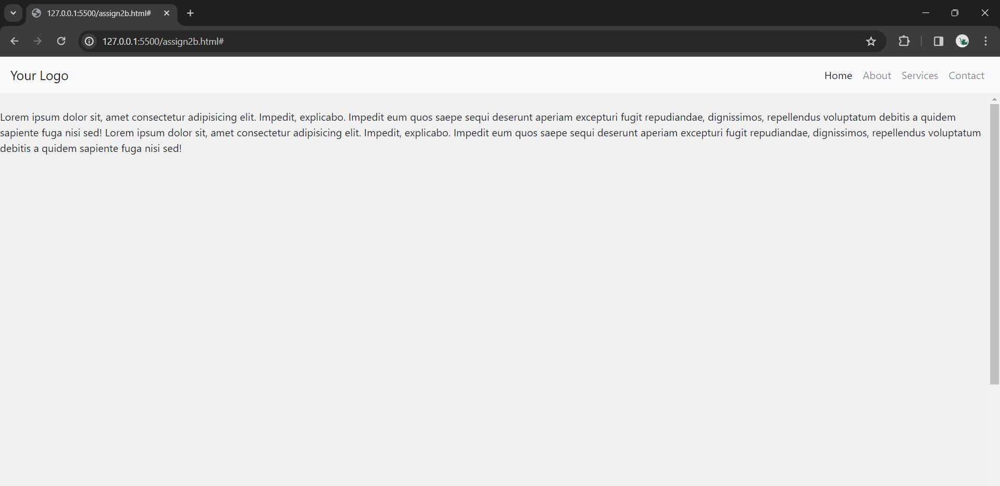 127.0.0.1:5500/assign2b.html#
127.0.0.1:5500/assign2b.html#
Your Logo
Home About Services Contact
Lorem ipsum dolor sit, amet consectetur adipisicing elit. Impedit, explicabo. Impedit eum quos saepe sequi deserunt aperiam excepturi fugit repudiandae, dignissimos, repellendus voluptatum debitis a quidem
sapiente fuga nisi sed! Lorem ipsum dolor sit, amet consectetur adipisicing elit. Impedit, explicabo. Impedit eum quos saepe sequi deserunt aperiam excepturi fugit repudiandae, dignissimos, repellendus voluptatum
debitis a quidem sapiente fuga nisi sed!